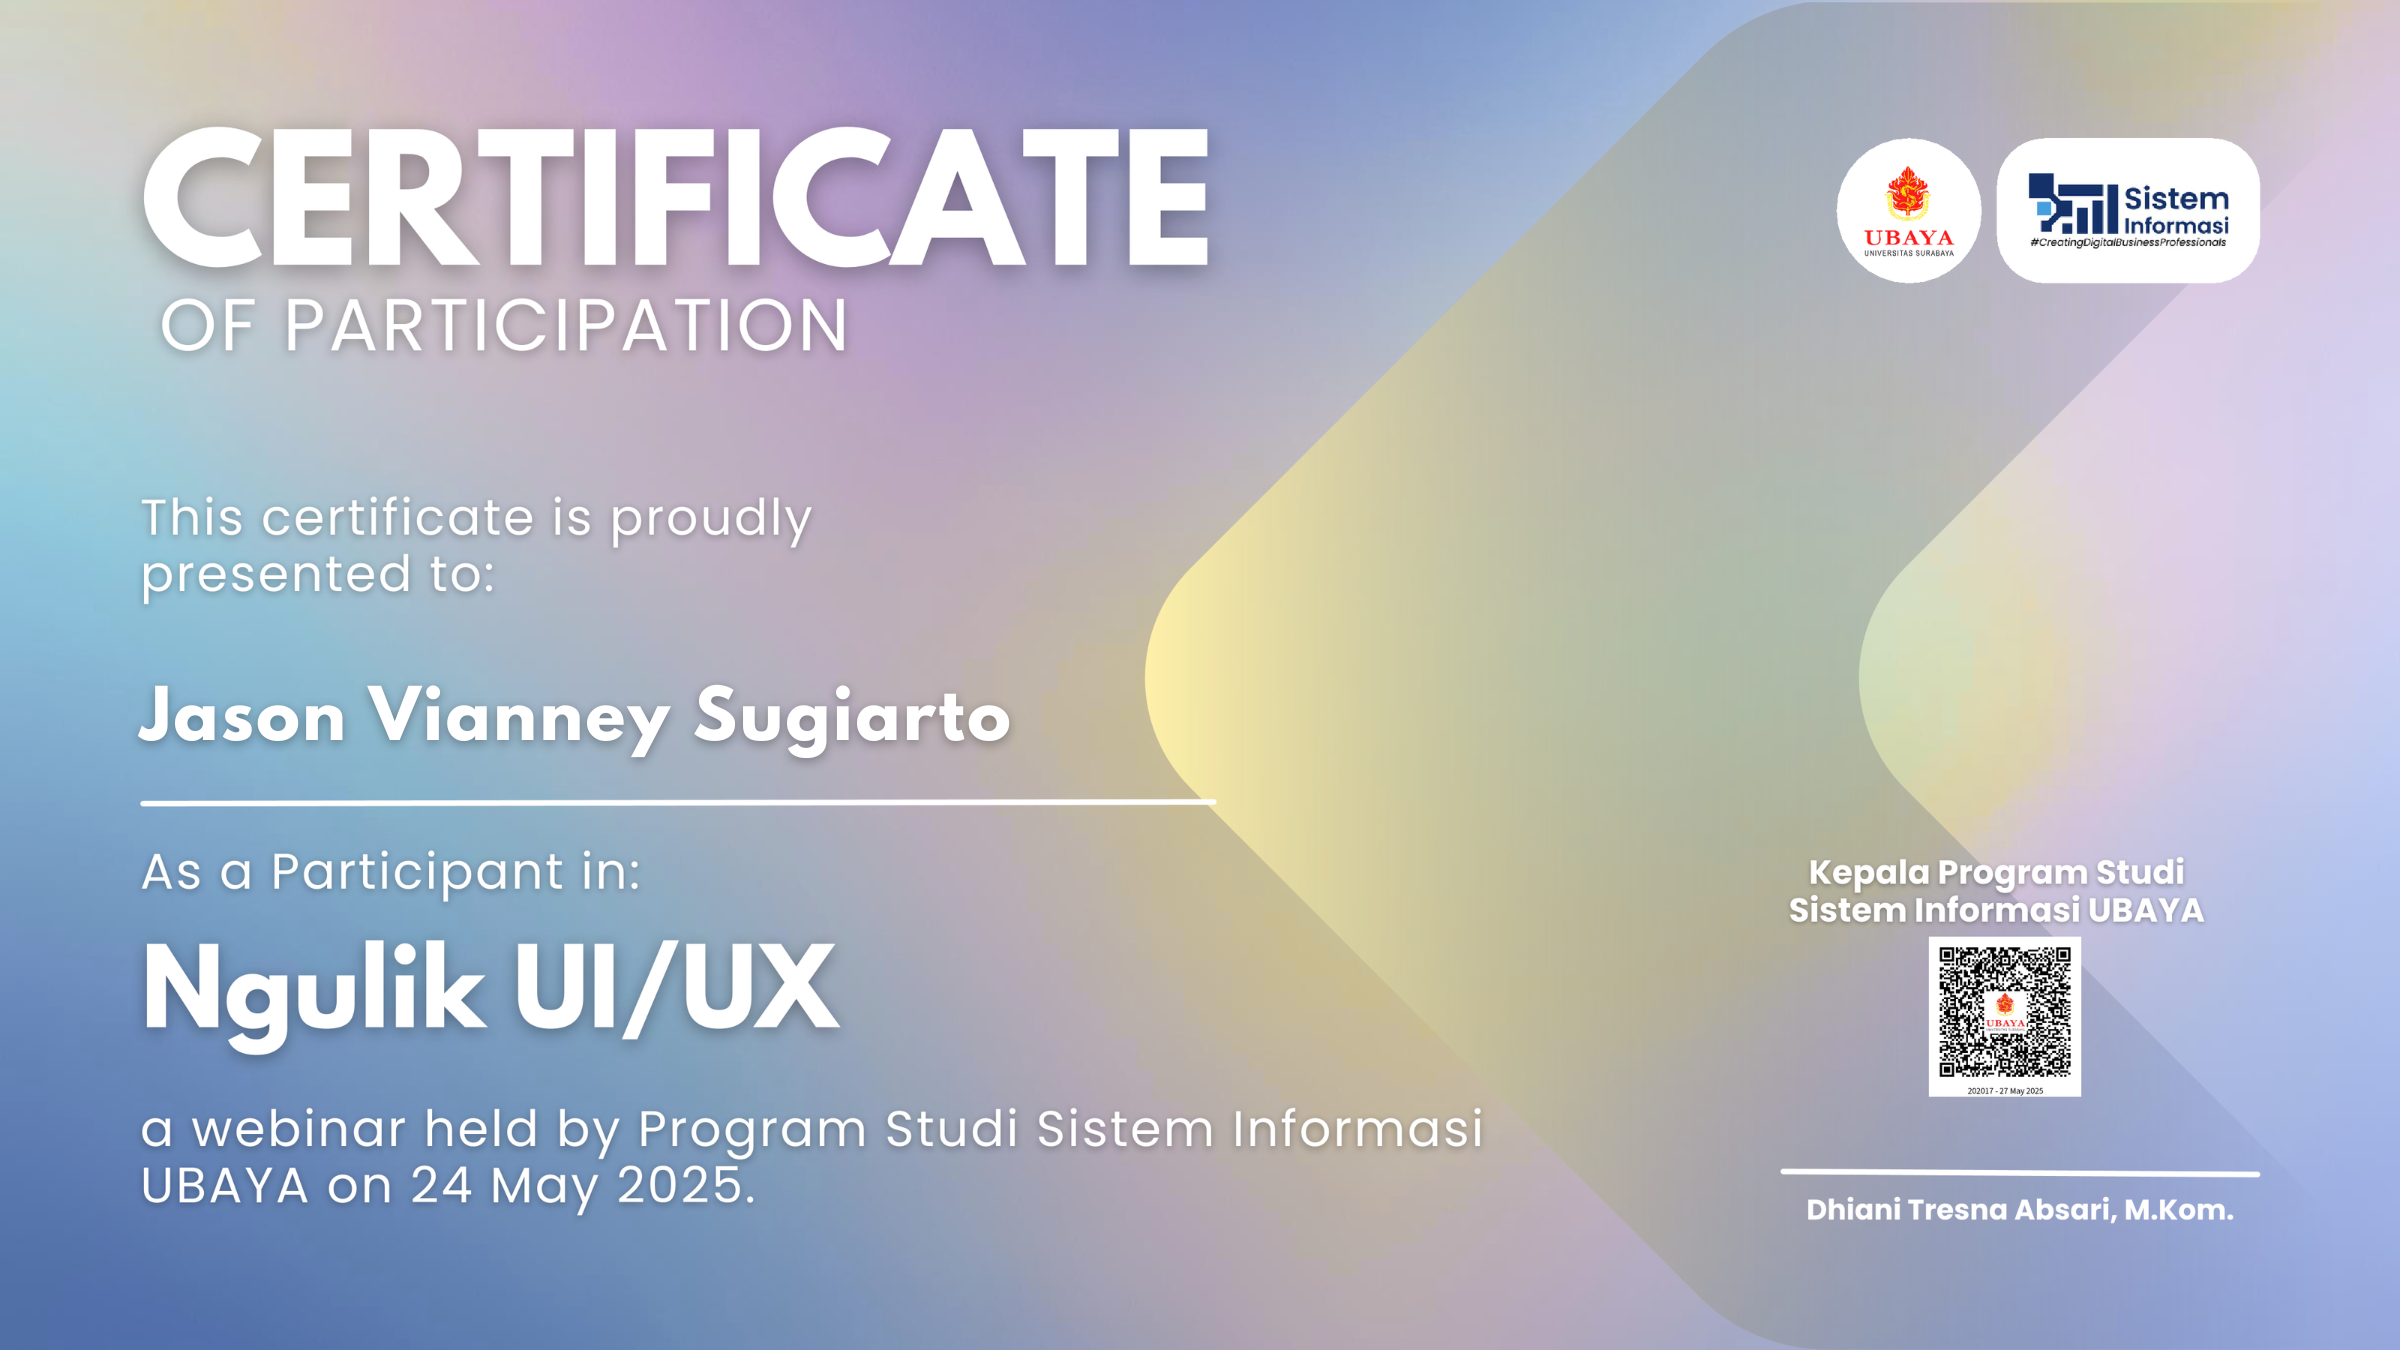 CERTIFICATE
OF PARTICIPATION
UBAYA
UNIVERSITAS SURABAYA
Sistem
Informasi
#CreatingDigitalBusinessProfessionals
This certificate is proudly
presented to:
Jason Vianney Sugiarto
As a Participant in:
Ngulik UI/UX
a webinar held by Program Studi Sistem Informasi
UBAYA on 24 May 2025.
Kepala Program Studi
Sistem Informasi UBAYA
UBAYA
202017 - 27 May 2025
Dhiani Tresna Absari, M.Kom.